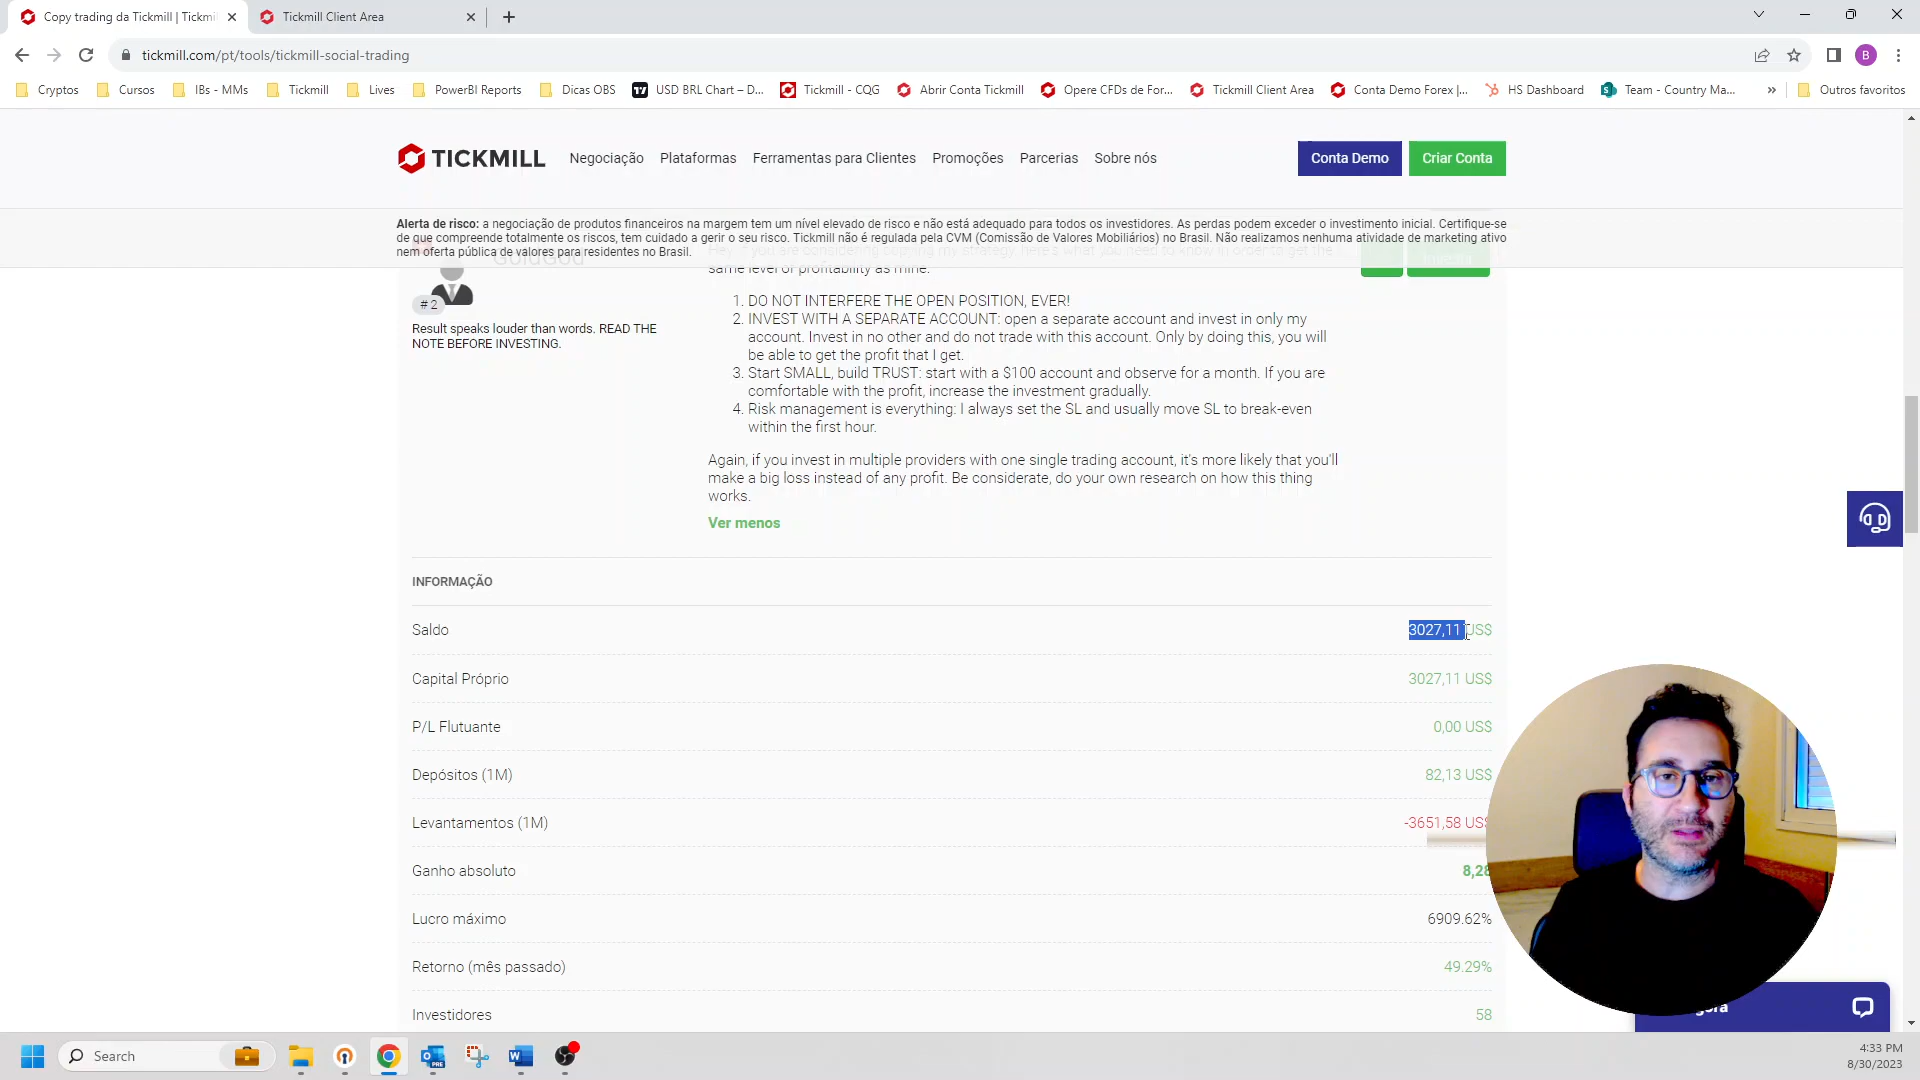 Copy trading da Tickmill | Tickmi
Tickmill Client Area
tickmill.com/pt/tools/tickmill-social-trading
B
Cryptos
Cursos
IBs - MMs
Tickmill
Lives
PowerBI Reports
Dicas OBS
USD BRL Chart – D...
Tickmill - CQG
Abrir Conta Tickmill
Opere CFDs de For...
Tickmill Client Area
Conta Demo Forex |...
HS Dashboard
Team - Country Ma...
»
Outros favoritos
TICKMILL
Negociação
Plataformas
Ferramentas para Clientes
Promoções
Parcerias
Sobre nós
Conta Demo
Criar Conta
Alerta de risco: a negociação de produtos financeiros na margem tem um nível elevado de risco e não está adequado para todos os investidores. As perdas podem exceder o investimento inicial. Certifique-se
de que compreende totalmente os riscos, tem cuidado a gerir o seu risco. Tickmill não é regulada pela CVM (Comissão de Valores Mobiliários) no Brasil. Não realizamos nenhuma atividade de marketing ativo
nem oferta pública de valores para residentes no Brasil.
GoldGod
same level of profitability as mine.
# 2
Result speaks louder than words. READ THE
NOTE BEFORE INVESTING.
1. DO NOT INTERFERE THE OPEN POSITION, EVER!
2. INVEST WITH A SEPARATE ACCOUNT: open a separate account and invest in only my
account. Invest in no other and do not trade with this account. Only by doing this, you will
be able to get the profit that I get.
3. Start SMALL, build TRUST: start with a $100 account and observe for a month. If you are
comfortable with the profit, increase the investment gradually.
4. Risk management is everything: I always set the SL and usually move SL to break-even
within the first hour.
Again, if you invest in multiple providers with one single trading account, it's more likely that you'll
make a big loss instead of any profit. Be considerate, do your own research on how this thing
works.
Ver menos
INFORMAÇÃO
Saldo
3027,11 US$
Capital Próprio
3027,11 US$
P/L Flutuante
0,00 US$
Depósitos (1M)
82,13 US$
Levantamentos (1M)
-3651,58 US$
Ganho absoluto
8,28
Lucro máximo
6909.62%
Retorno (mês passado)
49.29%
Investidores
58
gora
Search
4:33 PM
8/30/2023